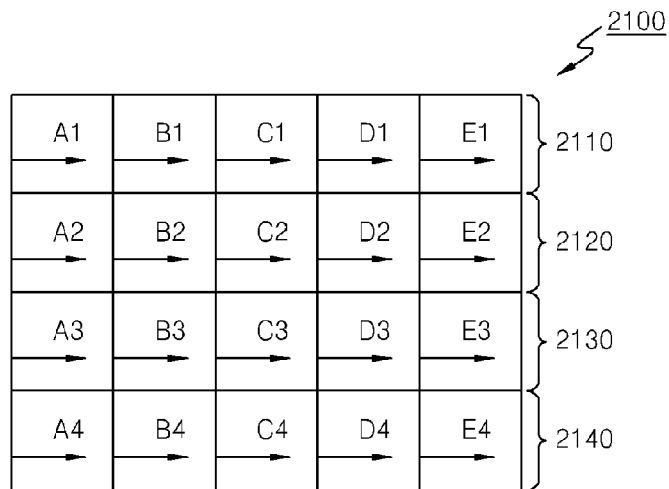 2100
A1 B1 C1 D1 E1 2110
A2 B2 C2 D2 E2 2120
A3 B3 C3 D3 E3 2130
A4 B4 C4 D4 E4 2140